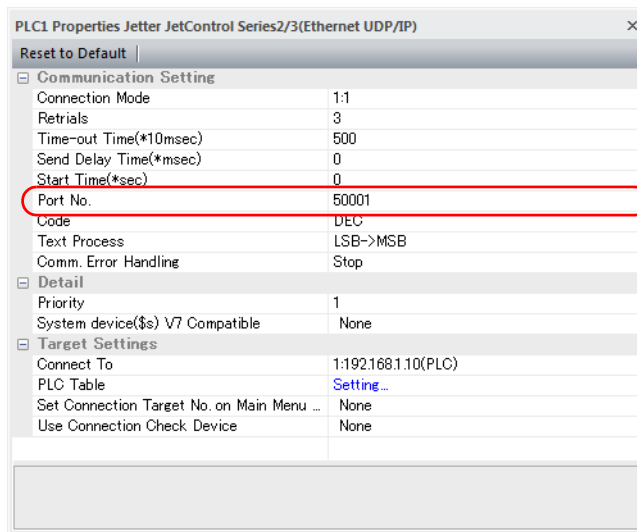 PLC1 Properties Jetter JetControl Series2/3(Ethernet UDP/IP) ×
Reset to Default
Communication Setting
Connection Mode 1:1
Retrials 3
Time-out Time(*10msec) 500
Send Delay Time(*msec) 0
Start Time(*sec) 0
Port No. 50001
Code DEC
Text Process LSB->MSB
Comm. Error Handling Stop
Detail
Priority 1
System device($s) V7 Compatible None
Target Settings
Connect To 1:192.168.1.10(PLC)
PLC Table Setting...
Set Connection Target No. on Main Menu ... None
Use Connection Check Device None